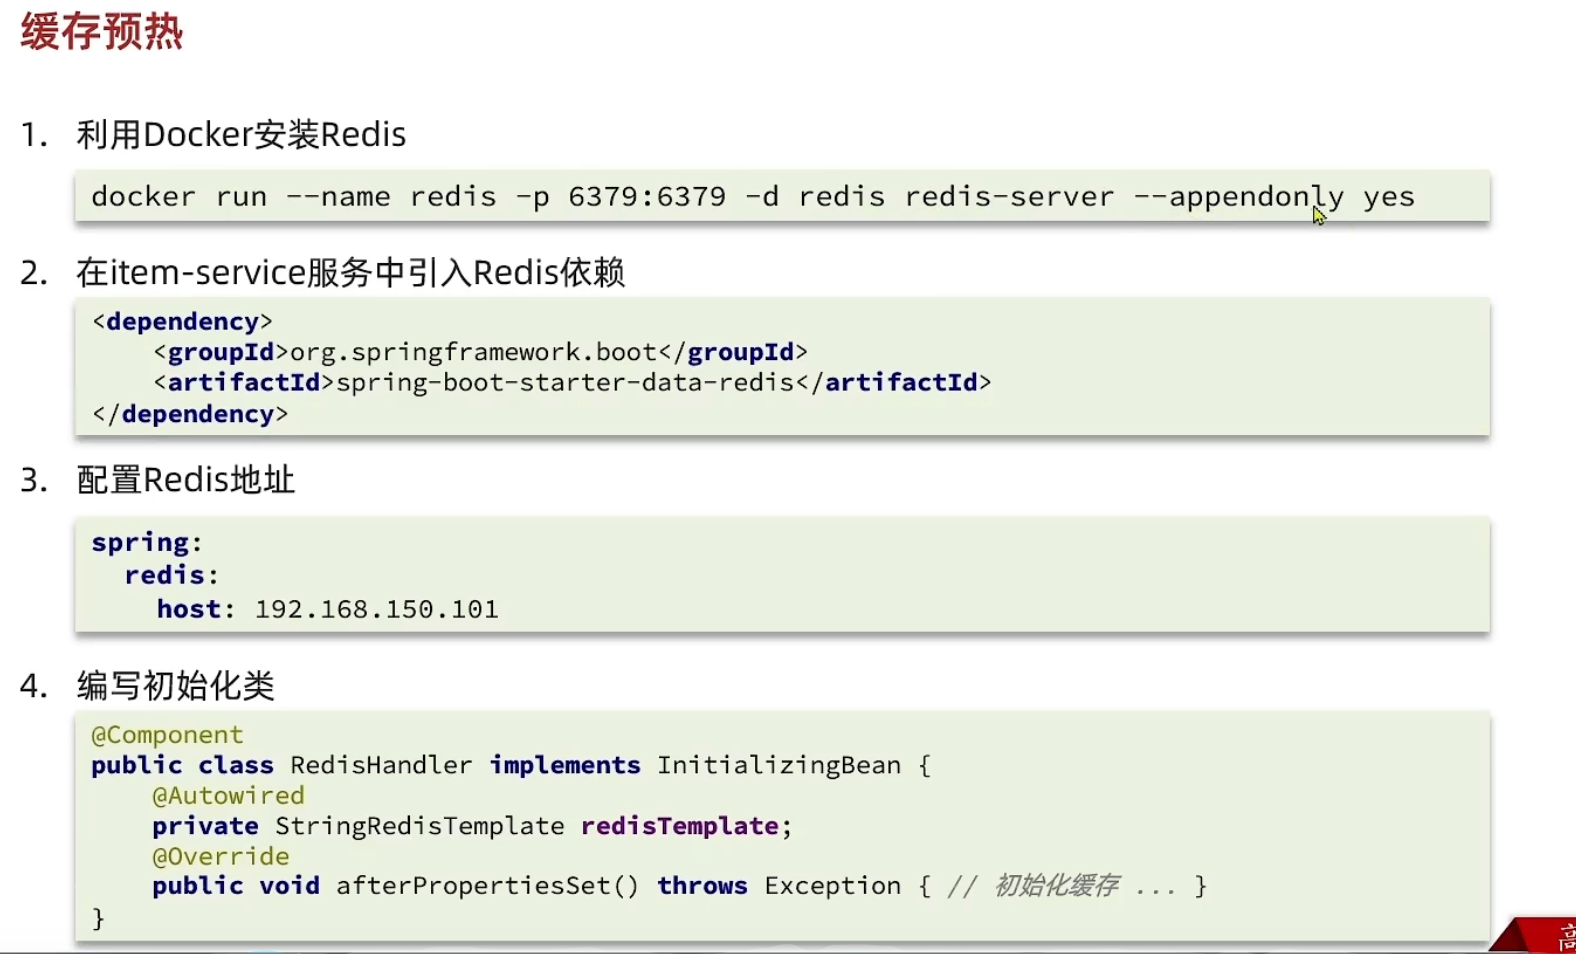 缓存预热
1. 利用Docker安装Redis
docker run --name redis -p 6379:6379 -d redis redis-server --appendonly yes
2. 在item-service服务中引入Redis依赖
<dependency>
    <groupId>org.springframework.boot</groupId>
    <artifactId>spring-boot-starter-data-redis</artifactId>
</dependency>
3. 配置Redis地址
spring:
  redis:
    host: 192.168.150.101
4. 编写初始化类
@Component
public class RedisHandler implements InitializingBean {
    @Autowired
    private StringRedisTemplate redisTemplate;
    @Override
    public void afterPropertiesSet() throws Exception { // 初始化缓存 ... }
}
高